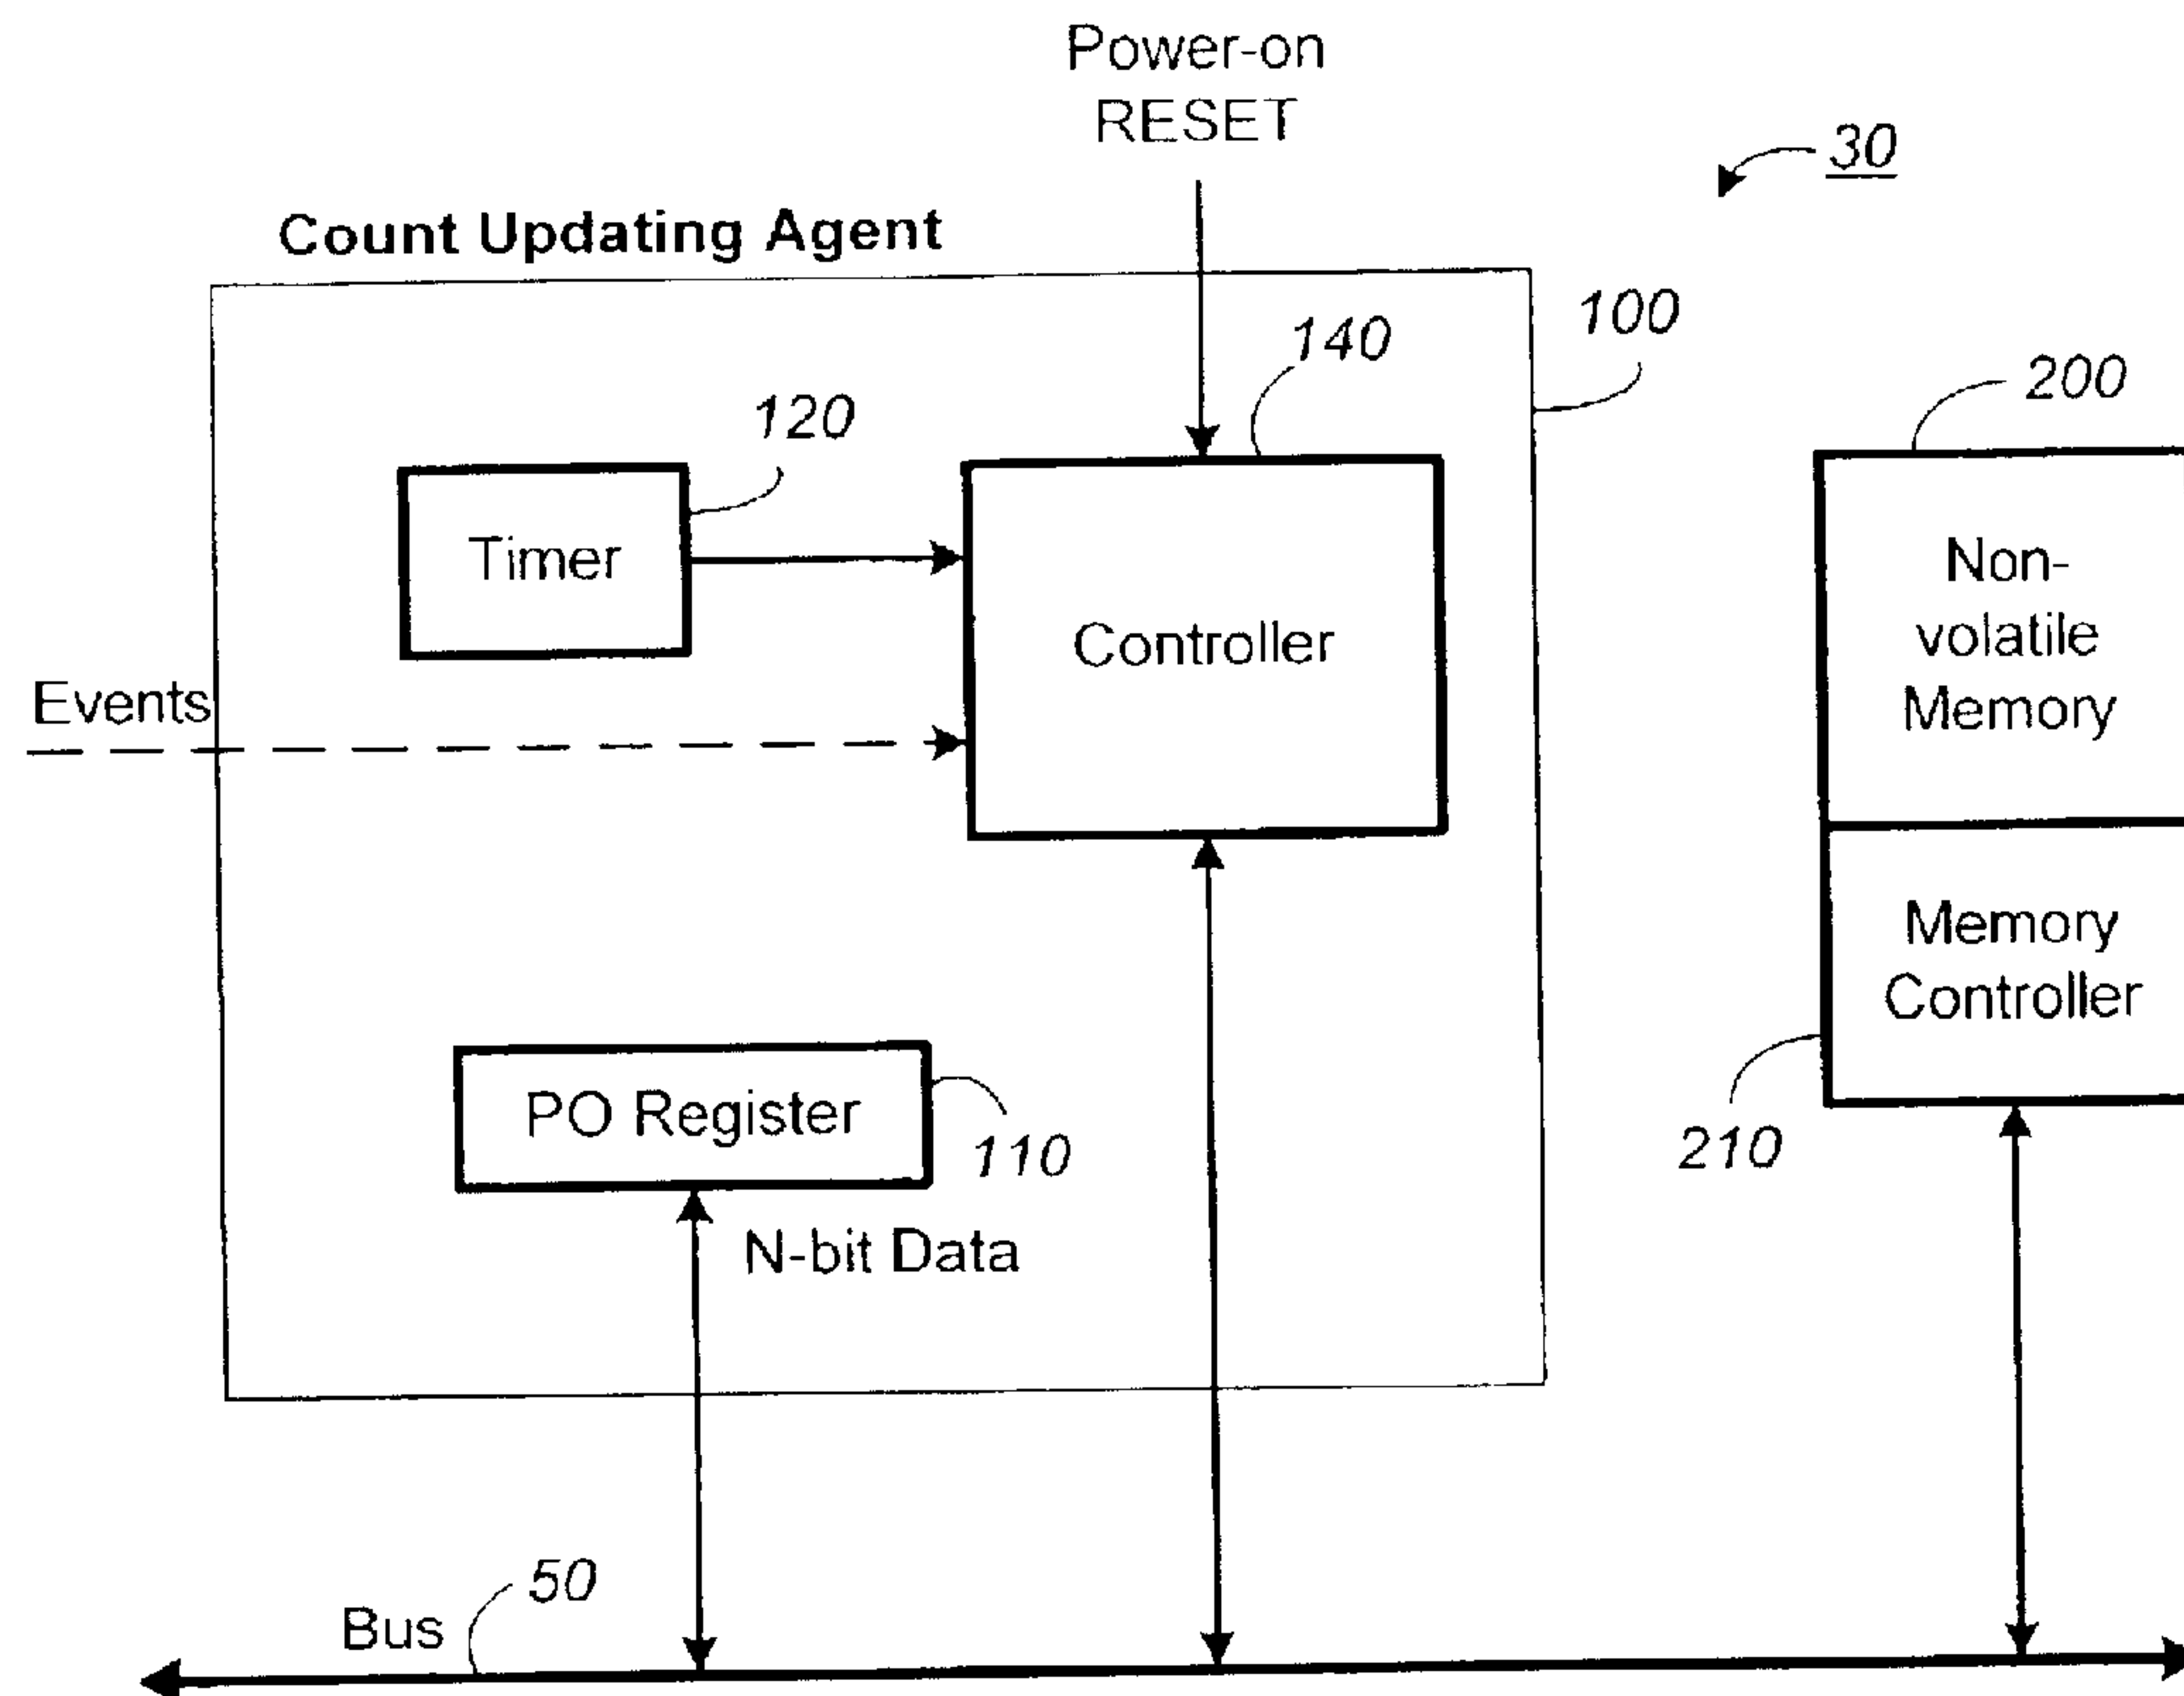 Power-on
RESET
30
Count Updating Agent
100
140
200
120
Timer
Controller
Non-
volatile
Memory
Events
Memory
Controller
PO Register
110
210
N-bit Data
50
Bus